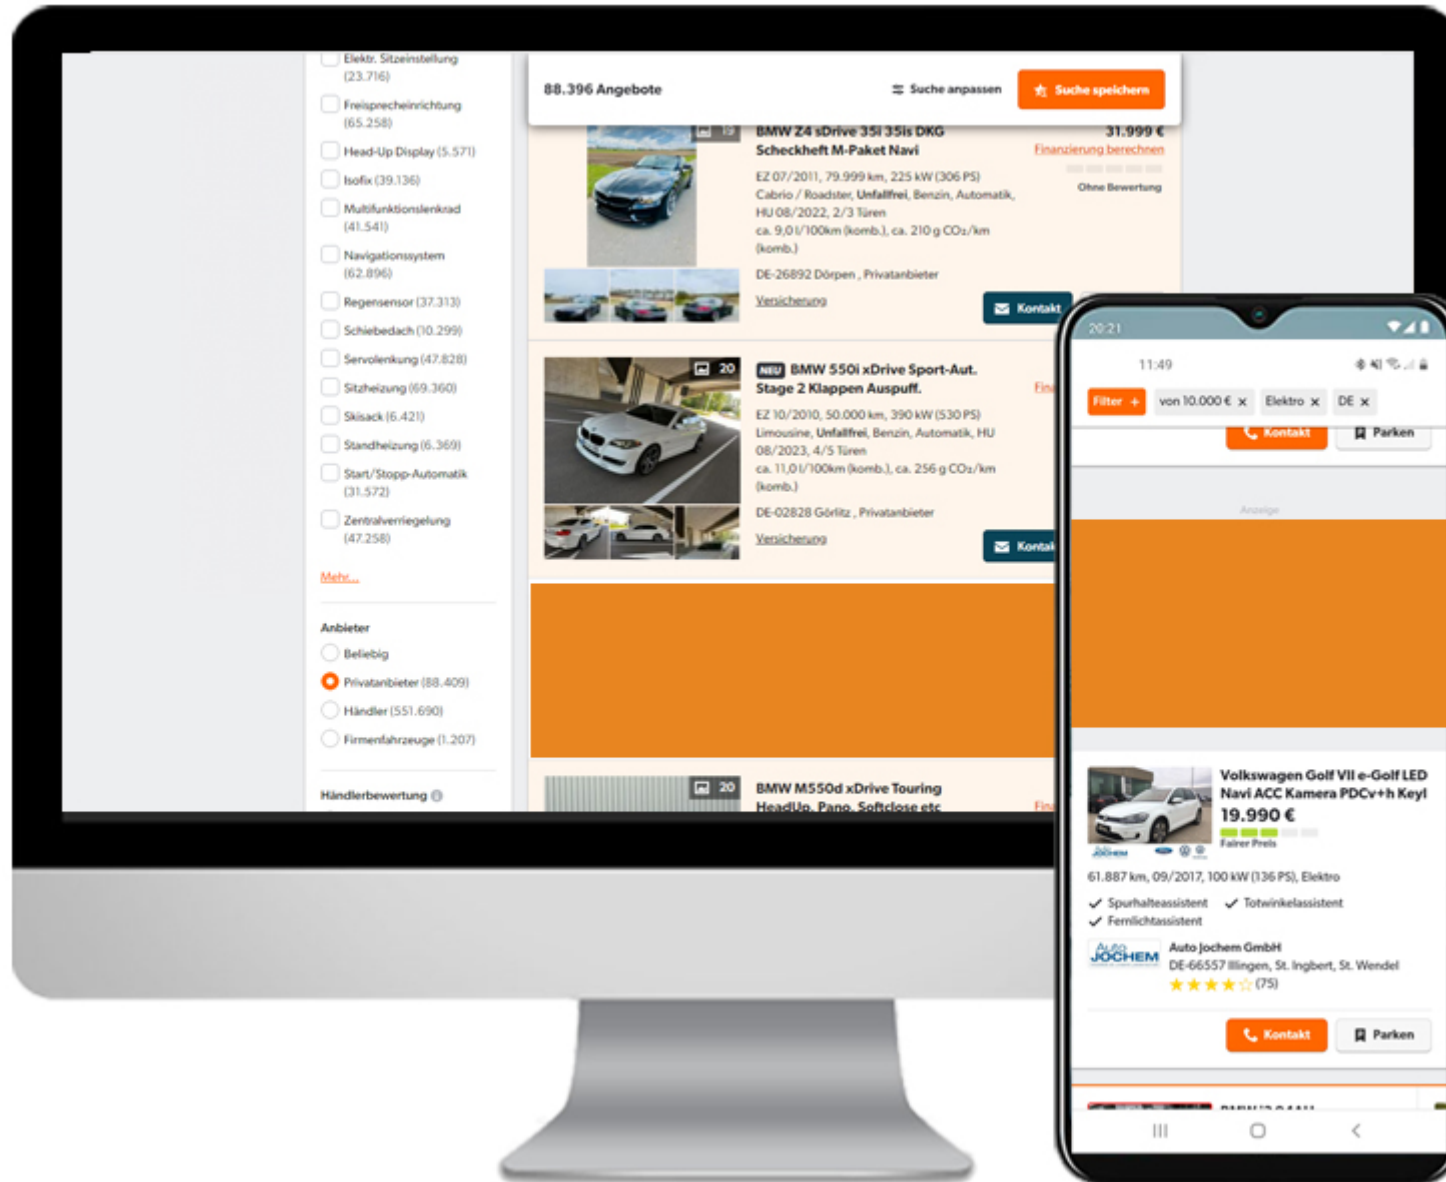 Elektr. Sitzeinstellung
(23.716)
Freisprecheinrichtung
(65.258)
Head-Up Display (5.571)
Isofix (39.136)
Multifunktionslenkrad
(41.541)
Navigationssystem
(62.896)
Regensensor (37.313)
Schiebedach (10.299)
Servolenkung (47.828)
Sitzheizung (69.360)
Skisack (6.421)
Standheizung (6.369)
Start/Stopp-Automatik
(31.572)
Zentralverriegelung
(47.258)
Mehr...
Anbieter
Beliebig
Privatanbieter (88.409)
Händler (551.690)
Firmenfahrzeuge (1.207)
Händlerbewertung
88.396 Angebote
Suche anpassen
Suche speichern
19
BMW Z4 sDrive 35i 35is DKG
Scheckheft M-Paket Navi
31.999 €
Finanzierung berechnen
Ohne Bewertung
EZ 07/2011, 79.999 km, 225 kW (306 PS)
Cabrio / Roadster, Unfallfrei, Benzin, Automatik,
HU 08/2022, 2/3 Türen
ca. 9,0 l/100km (komb.), ca. 210 g CO₂/km
(komb.)
DE-26892 Dörpen , Privatanbieter
Versicherung
Kontakt
20
NEU BMW 550i xDrive Sport-Aut.
Stage 2 Klappen Auspuff.
EZ 10/2010, 50.000 km, 390 kW (530 PS)
Limousine, Unfallfrei, Benzin, Automatik, HU
08/2023, 4/5 Türen
ca. 11,0 l/100km (komb.), ca. 256 g CO₂/km
(komb.)
DE-02828 Görlitz , Privatanbieter
Versicherung
Kontak
20
BMW M550d xDrive Touring
HeadUp, Pano, Softclose etc
20:21
11:49
Filter +
von 10.000 € x
Elektro x
DE x
Kontakt
Parken
Anzeige
Volkswagen Golf VII e-Golf LED
Navi ACC Kamera PDCv+h Keyl
19.990 €
Fairer Preis
61.887 km, 09/2017, 100 kW (136 PS), Elektro
Spurhalteassistent
Totwinkelassistent
Fernlichtassistent
Auto JOCHEM
Auto Jochem GmbH
DE-66557 Illingen, St. Ingbert, St. Wendel
(75)
Kontakt
Parken